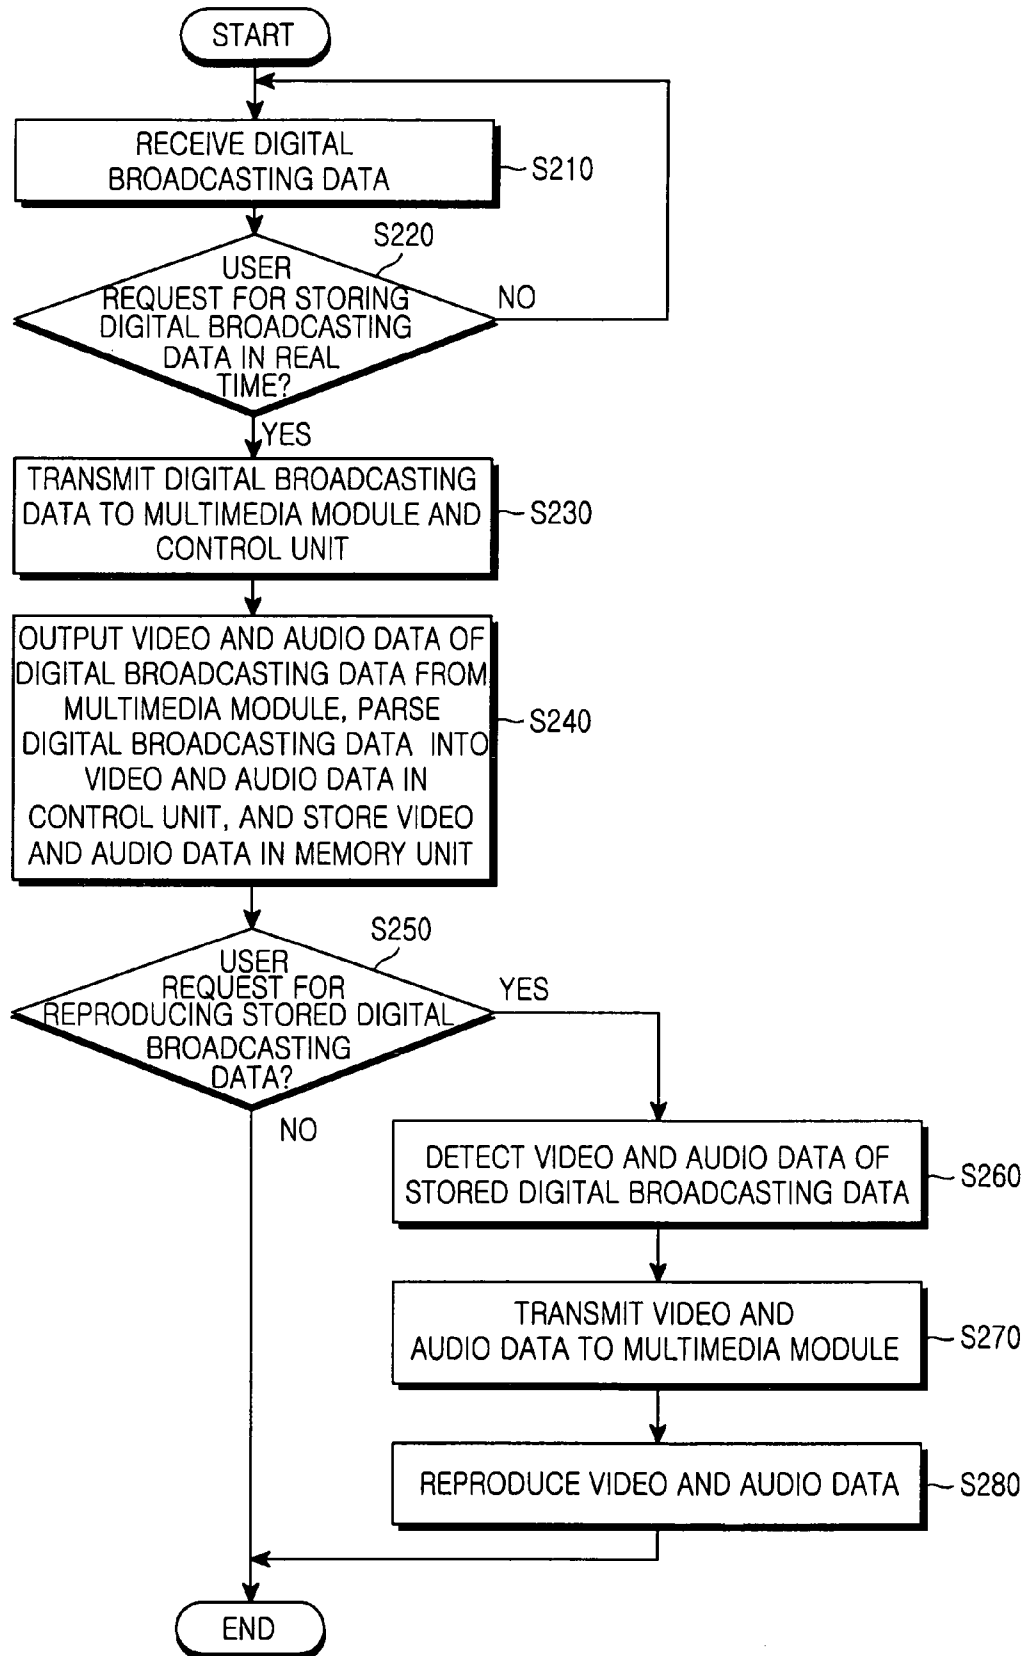 START
RECEIVE DIGITAL
BROADCASTING DATA
S210
S220
USER
REQUEST FOR STORING
DIGITAL BROADCASTING
DATA IN REAL
TIME?
NO
YES
TRANSMIT DIGITAL BROADCASTING
DATA TO MULTIMEDIA MODULE AND
CONTROL UNIT
S230
OUTPUT VIDEO AND AUDIO DATA OF
DIGITAL BROADCASTING DATA FROM
MULTIMEDIA MODULE, PARSE
DIGITAL BROADCASTING DATA INTO
VIDEO AND AUDIO DATA IN
CONTROL UNIT, AND STORE VIDEO
AND AUDIO DATA IN MEMORY UNIT
S240
S250
USER
REQUEST FOR
REPRODUCING STORED DIGITAL
BROADCASTING
DATA?
YES
NO
DETECT VIDEO AND AUDIO DATA OF
STORED DIGITAL BROADCASTING DATA
S260
TRANSMIT VIDEO AND
AUDIO DATA TO MULTIMEDIA MODULE
S270
REPRODUCE VIDEO AND AUDIO DATA
S280
END